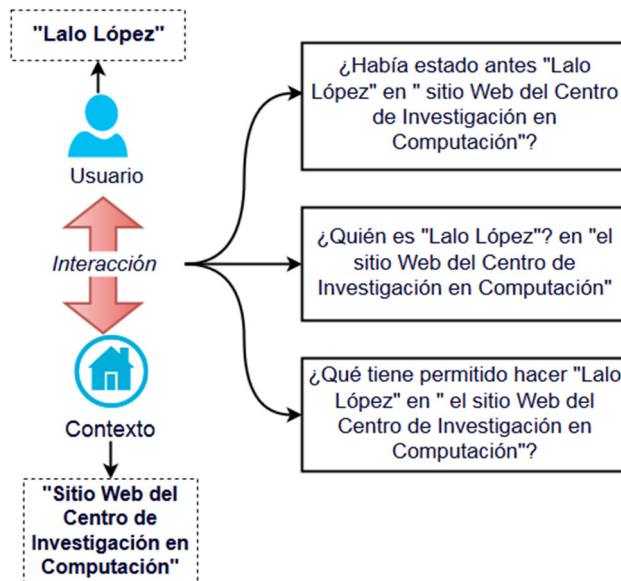 "Lalo López"
Usuario
Interacción
Contexto
"Sitio Web del
Centro de
Investigación en
Computación"
¿Había estado antes "Lalo
López" en " sitio Web del Centro
de Investigación en
Computación"?
¿Quién es "Lalo López"? en "el
sitio Web del Centro de
Investigación en Computación"
¿Qué tiene permitido hacer "Lalo
López" en " el sitio Web del
Centro de Investigación en
Computación"?